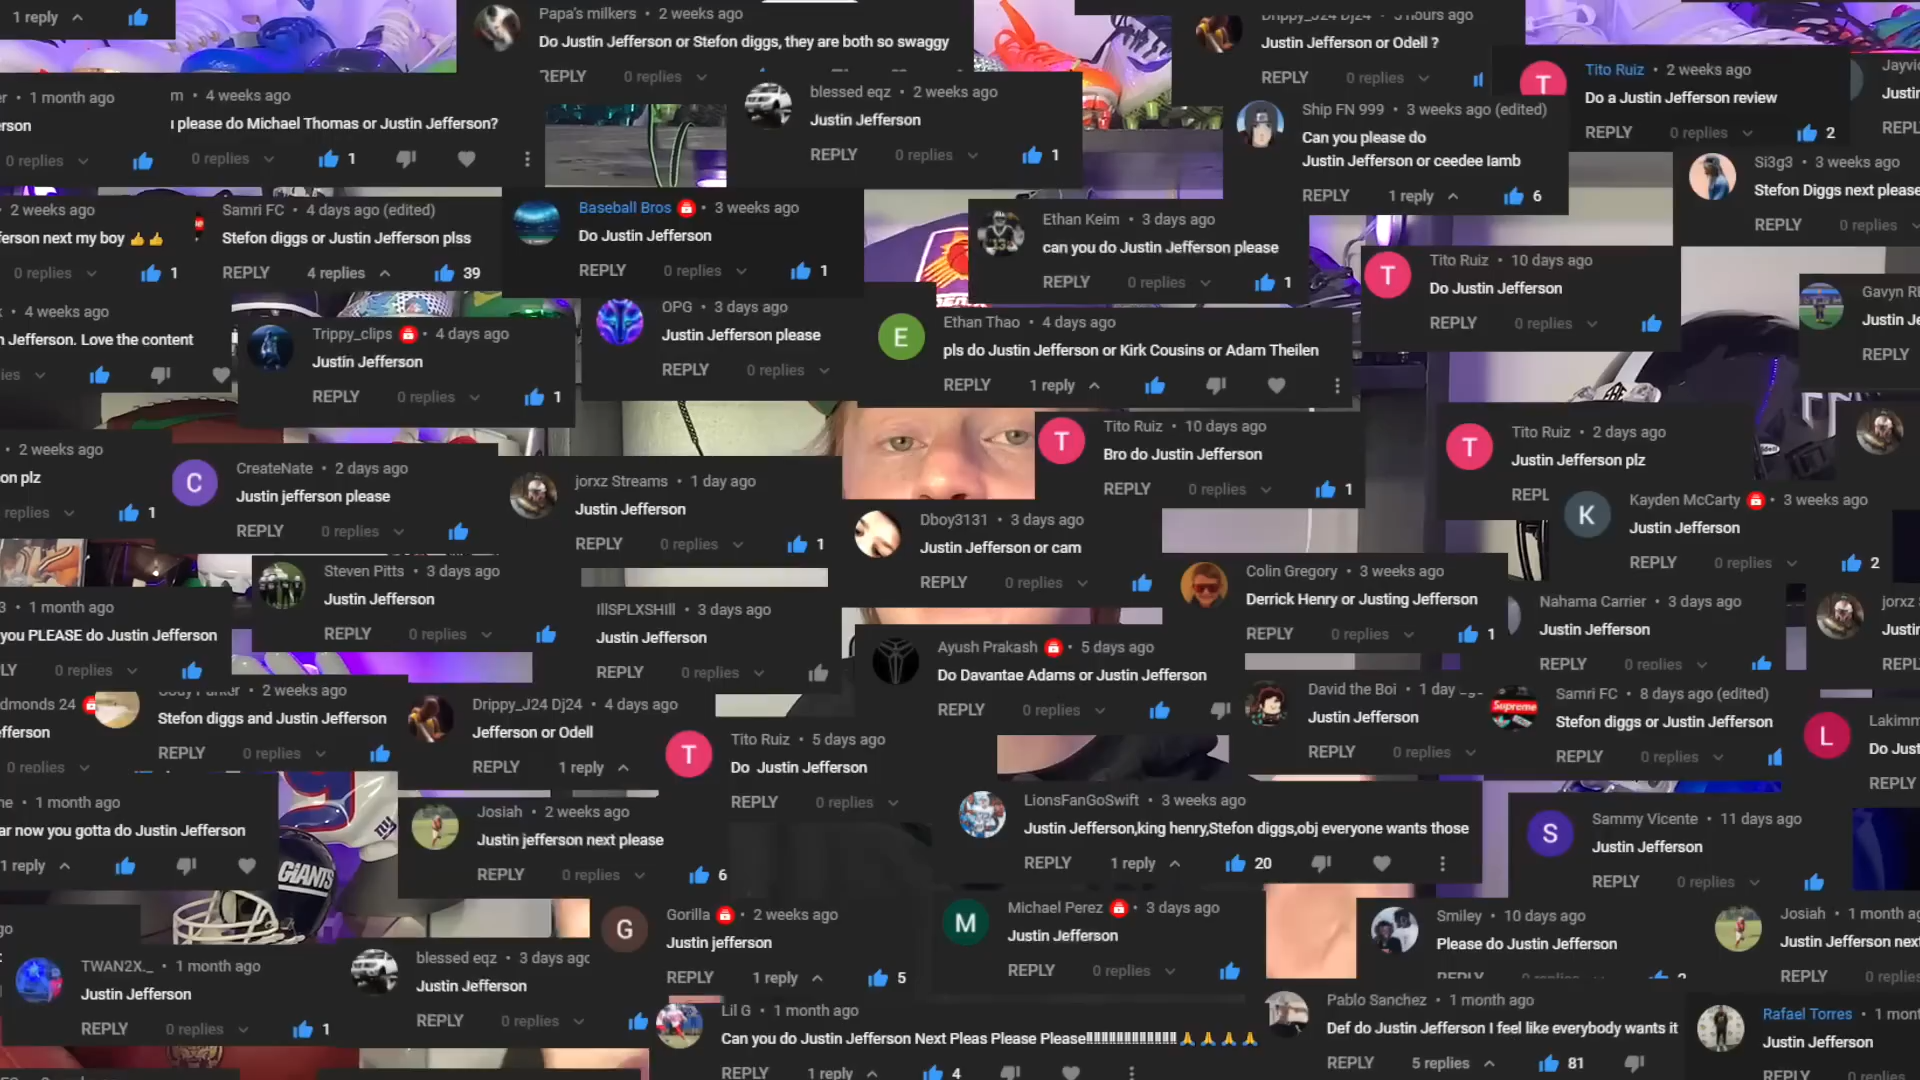 1 reply
Papa's milkers • 2 weeks ago
Do Justin Jefferson or Stefon diggs, they are both so swaggy
REPLY 0 replies
Drippy_J24 Dj24
Justin Jefferson or Odell ?
REPLY 0 replies
Tito Ruiz • 2 weeks ago
Do a Justin Jefferson review
REPLY 0 replies 2
1 month ago
0 replies
4 weeks ago
please do Michael Thomas or Justin Jefferson?
0 replies 1
blessed eqz • 2 weeks ago
Justin Jefferson
REPLY 0 replies 1
Ship FN 999 • 3 weeks ago (edited)
Can you please do
Justin Jefferson or ceedee lamb
REPLY 1 reply 6
Si3g3 • 3 weeks ago
Stefon Diggs next please
REPLY 0 replies
• 2 weeks ago
next my boy 👍👍
0 replies 1
Samri FC • 4 days ago (edited)
Stefon diggs or Justin Jefferson plss
REPLY 4 replies 39
Baseball Bros • 3 weeks ago
Do Justin Jefferson
REPLY 0 replies 1
Ethan Keim • 3 days ago
can you do Justin Jefferson please
REPLY 0 replies 1
Tito Ruiz • 10 days ago
Do Justin Jefferson
REPLY 0 replies
Gavyn
REPLY
• 4 weeks ago
Jefferson. Love the content
Trippy_clips • 4 days ago
Justin Jefferson
REPLY 0 replies 1
OPG • 3 days ago
Justin Jefferson please
REPLY 0 replies
E
Ethan Thao • 4 days ago
pls do Justin Jefferson or Kirk Cousins or Adam Theilen
REPLY 1 reply
Tito Ruiz • 10 days ago
Bro do Justin Jefferson
REPLY 0 replies 1
Tito Ruiz • 2 days ago
Justin Jefferson plz
• 2 weeks ago
plz
replies 1
C
CreateNate • 2 days ago
Justin jefferson please
REPLY 0 replies
jorxz Streams • 1 day ago
Justin Jefferson
REPLY 0 replies 1
Dboy3131 • 3 days ago
Justin Jefferson or cam
REPLY 0 replies
K
Kayden McCarty • 3 weeks ago
Justin Jefferson
REPLY 0 replies 2
Steven Pitts • 3 days ago
Justin Jefferson
REPLY 0 replies
• 1 month ago
you PLEASE do Justin Jefferson
0 replies
IllSPLXSHIll • 3 days ago
Justin Jefferson
REPLY 0 replies
Colin Gregory • 3 weeks ago
Derrick Henry or Justing Jefferson
REPLY 0 replies 1
Nahama Carrier • 3 days ago
Justin Jefferson
REPLY 0 replies
jorxz
Ayush Prakash • 5 days ago
Do Davantae Adams or Justin Jefferson
REPLY 0 replies
David the Boi • 1 day
Justin Jefferson
REPLY 0 replies
Supreme
Samri FC • 8 days ago (edited)
Stefon diggs or Justin Jefferson
REPLY 0 replies
L
REPLY
24
0 replies
• 2 weeks ago
Stefon diggs and Justin Jefferson
REPLY 0 replies
Drippy_J24 Dj24 • 4 days ago
Jefferson or Odell
REPLY 1 reply
T
Tito Ruiz • 5 days ago
Do Justin Jefferson
REPLY 0 replies
• 1 month ago
now you gotta do Justin Jefferson
1 reply
GIANTS
Josiah • 2 weeks ago
Justin jefferson next please
REPLY 0 replies 6
LionsFanGoSwift • 3 weeks ago
Justin Jefferson,king henry,Stefon diggs,obj everyone wants those
REPLY 1 reply 20
S
Sammy Vicente • 11 days ago
Justin Jefferson
REPLY 0 replies
G
Gorilla • 2 weeks ago
Justin jefferson
REPLY 1 reply 5
M
Michael Perez • 3 days ago
Justin Jefferson
REPLY 0 replies
Smiley • 10 days ago
Please do Justin Jefferson
Josiah • 1 month
Justin Jefferson next
REPLY 0 replies
TWAN2X._ • 1 month ago
Justin Jefferson
REPLY 0 replies 1
blessed eqz • 3 days
Justin Jefferson
REPLY 0 replies
Lil G • 1 month ago
Can you do Justin Jefferson Next Pleas Please Please!!!!!!!!!!!!!!!!!!!!🙏🙏🙏🙏
REPLY 1 reply 4
Pablo Sanchez • 1 month ago
Def do Justin Jefferson I feel like everybody wants it
REPLY 5 replies 81
Rafael Torres
Justin Jefferson